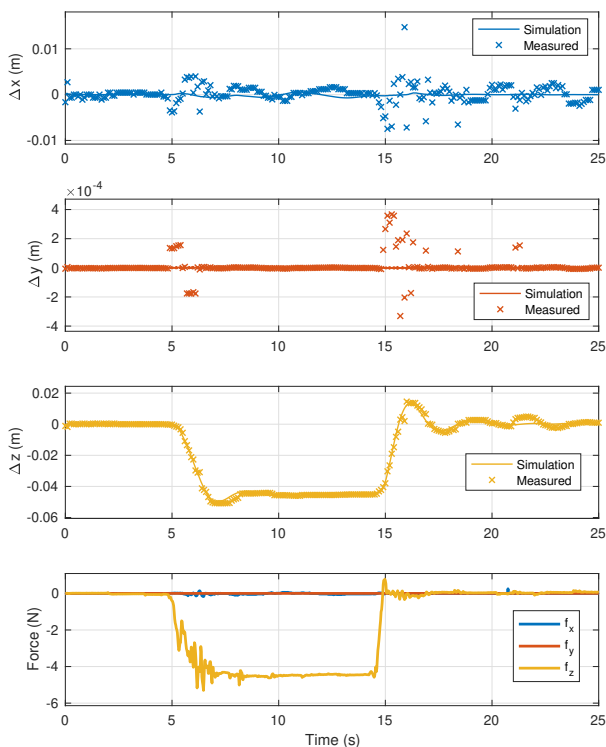 0.01
0
-0.01
Δx (m)
Simulation
Measured
0 5 10 15 20 25
×10⁻⁴
4
2
0
-2
-4
Δy (m)
Simulation
Measured
0 5 10 15 20 25
0.02
0
-0.02
-0.04
-0.06
Δz (m)
Simulation
Measured
0 5 10 15 20 25
0
-2
-4
-6
Force (N)
f_x
f_y
f_z
0 5 10 15 20 25
Time (s)